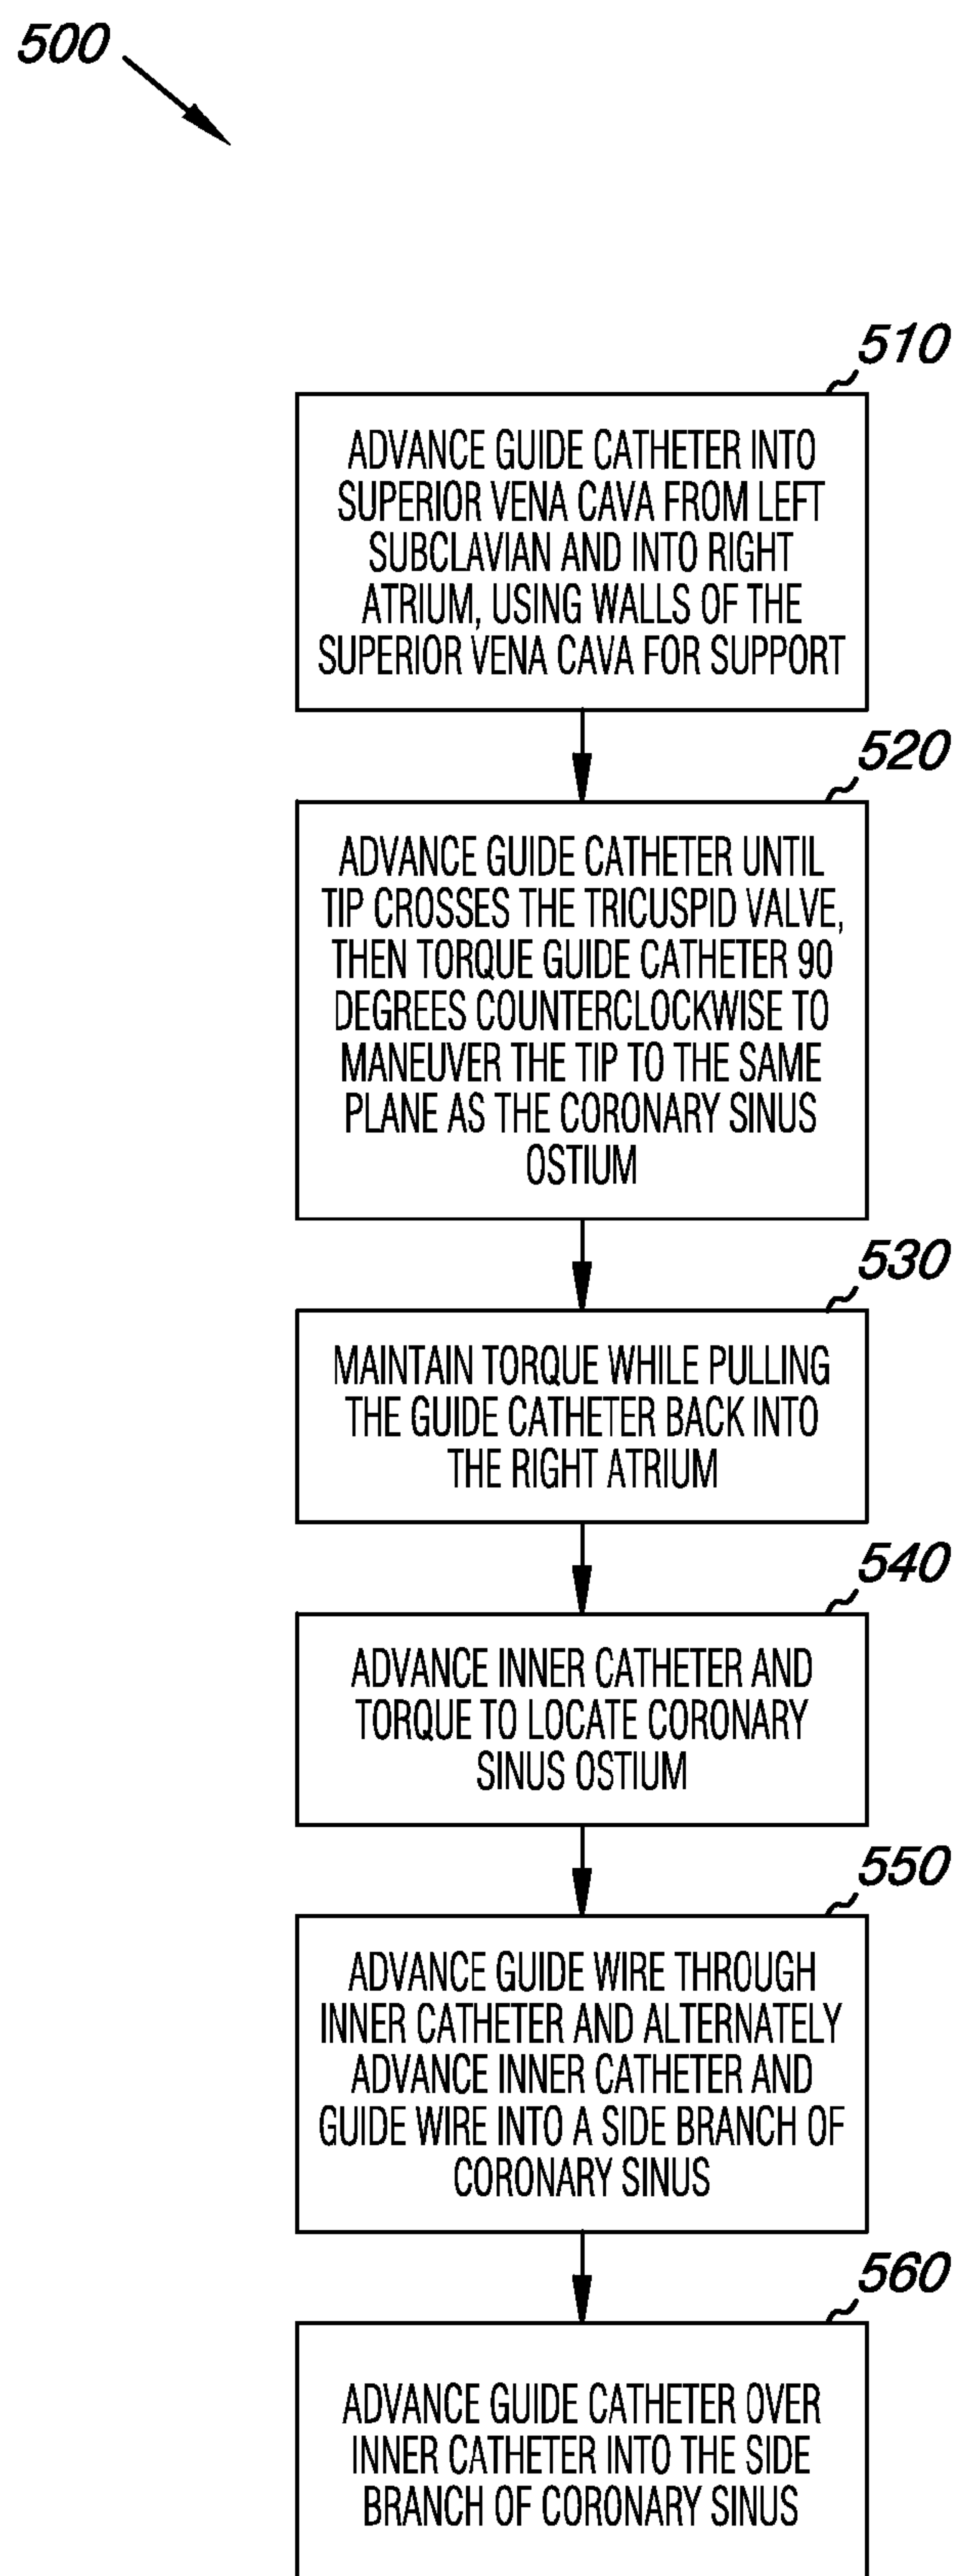 500
510
ADVANCE GUIDE CATHETER INTO
SUPERIOR VENA CAVA FROM LEFT
SUBCLAVIAN AND INTO RIGHT
ATRIUM, USING WALLS OF THE
SUPERIOR VENA CAVA FOR SUPPORT
520
ADVANCE GUIDE CATHETER UNTIL
TIP CROSSES THE TRICUSPID VALVE,
THEN TORQUE GUIDE CATHETER 90
DEGREES COUNTERCLOCKWISE TO
MANEUVER THE TIP TO THE SAME
PLANE AS THE CORONARY SINUS
OSTIUM
530
MAINTAIN TORQUE WHILE PULLING
THE GUIDE CATHETER BACK INTO
THE RIGHT ATRIUM
540
ADVANCE INNER CATHETER AND
TORQUE TO LOCATE CORONARY
SINUS OSTIUM
550
ADVANCE GUIDE WIRE THROUGH
INNER CATHETER AND ALTERNATELY
ADVANCE INNER CATHETER AND
GUIDE WIRE INTO A SIDE BRANCH OF
CORONARY SINUS
560
ADVANCE GUIDE CATHETER OVER
INNER CATHETER INTO THE SIDE
BRANCH OF CORONARY SINUS